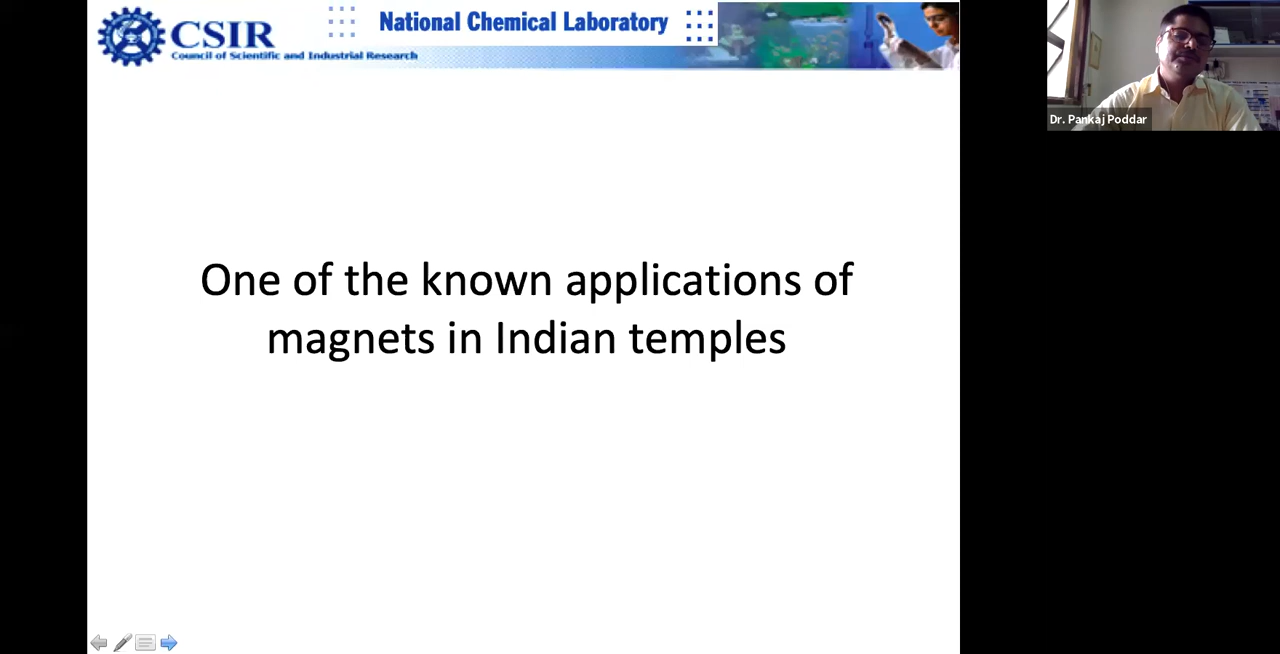 CSIR
Council of Scientific and Industrial Research
National Chemical Laboratory
Dr. Pankaj Poddar
One of the known applications of
magnets in Indian temples